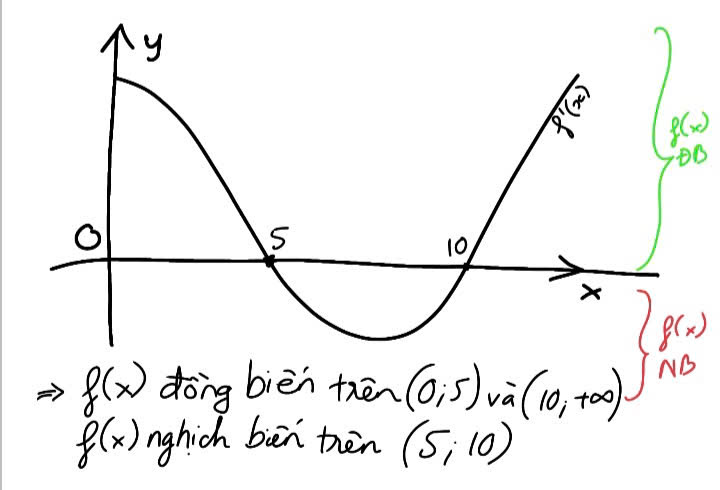 y
f'(x)
f(x)
ĐB
O
5
10
x
f(x)
NB
⇒ f(x) đồng biến trên (0;5) và (10;+∞)
f(x) nghịch biến trên (5;10)